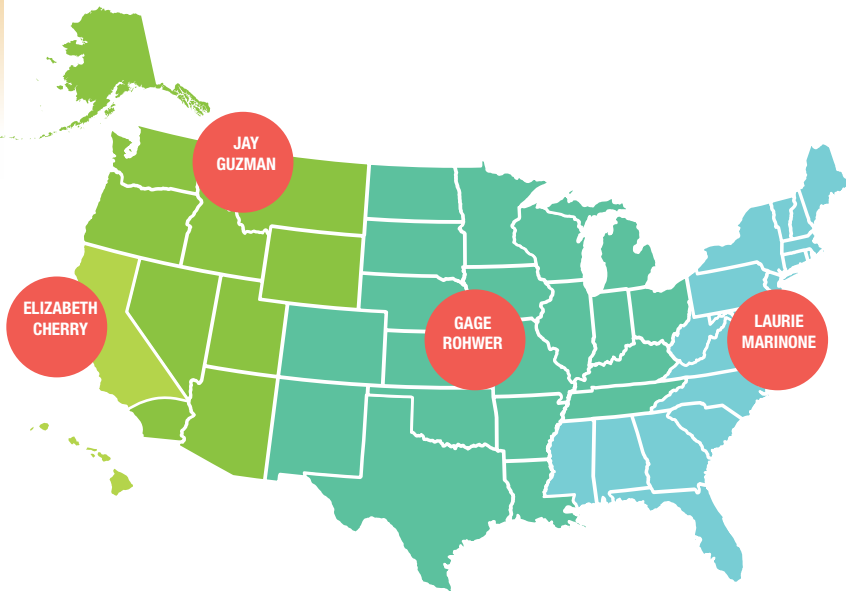 JAY
GUZMAN
ELIZABETH
CHERRY
GAGE
ROHWER
LAURIE
MARINONE